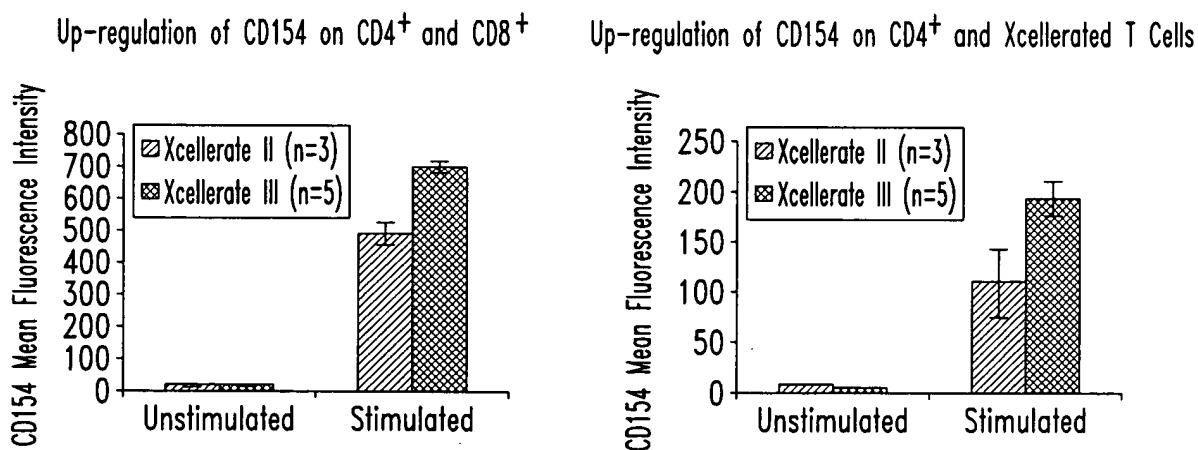 Up-regulation of CD154 on CD4+ and CD8+
CD154 Mean Fluorescence Intensity
800
700
600
500
400
300
200
100
0
Xcellerate II (n=3)
Xcellerate III (n=5)
Unstimulated
Stimulated
Up-regulation of CD154 on CD4+ and Xcellerated T Cells
CD154 Mean Fluorescence Intensity
250
200
150
100
50
0
Xcellerate II (n=3)
Xcellerate III (n=5)
Unstimulated
Stimulated